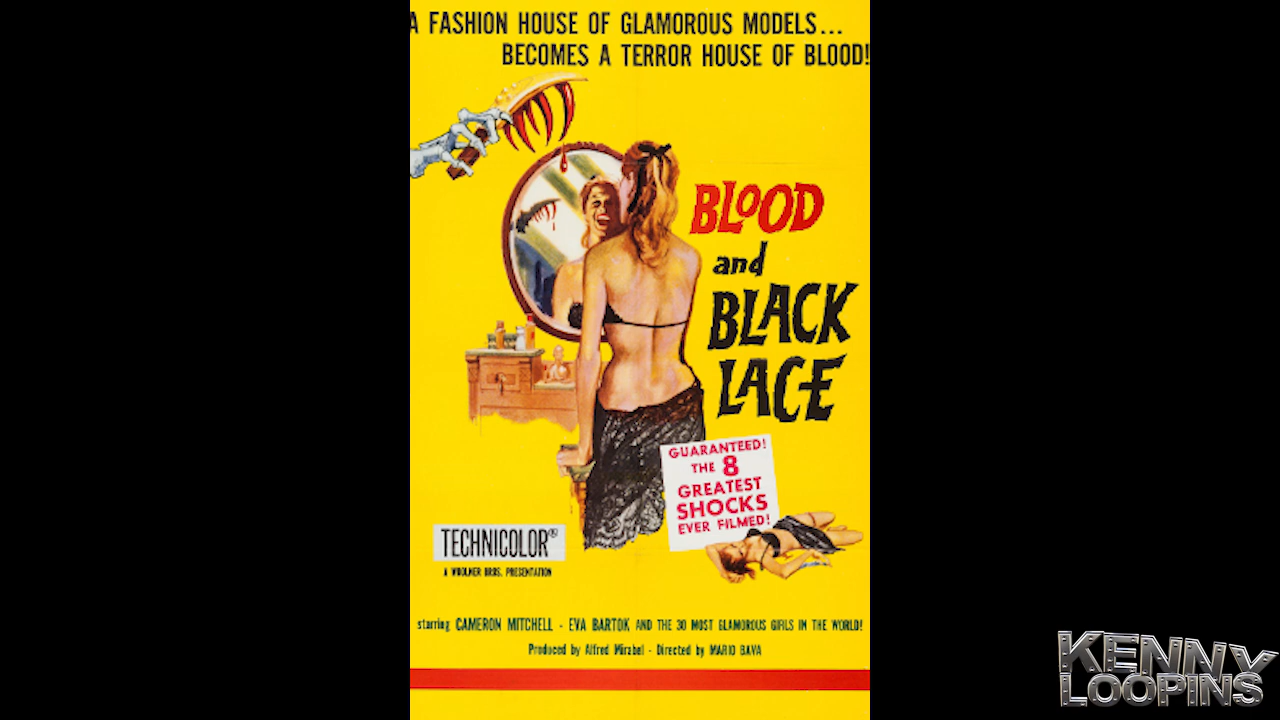 A FASHION HOUSE OF GLAMOROUS MODELS...
BECOMES A TERROR HOUSE OF BLOOD!
BLOOD
and
BLACK
LACE
GUARANTEED!
THE 8
GREATEST
SHOCKS
EVER FILMED!
TECHNICOLOR®
A WOOLNER BROS. PRESENTATION
starring CAMERON MITCHELL - EVA BARTOK AND THE 30 MOST GLAMOROUS GIRLS IN THE WORLD!
Produced by Alfred Mirabel - Directed by MARIO BAVA
KENNY
LOOPINS